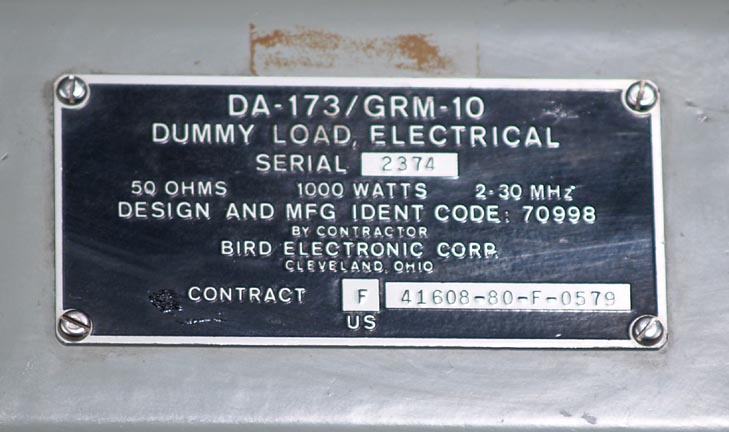 DA-173/GRM-10
DUMMY LOAD, ELECTRICAL
SERIAL 2374
50 OHMS 1000 WATTS 2-30 MHz
DESIGN AND MFG IDENT CODE: 70998
BY CONTRACTOR
BIRD ELECTRONIC CORP.
CLEVELAND, OHIO
CONTRACT F 41608-80-F-0579
US